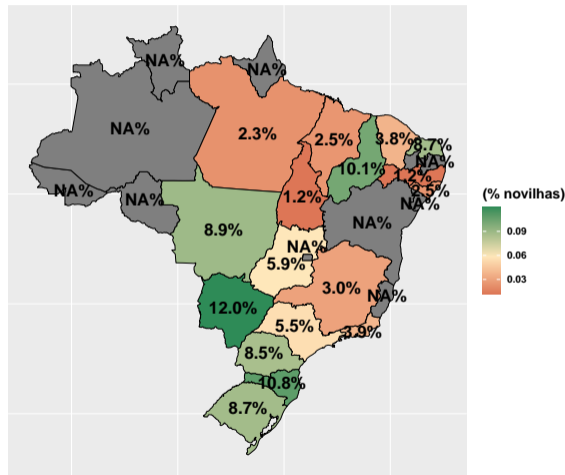 NA%
NA%
NA%
2.3%
2.5%
3.8%
8.7%
NA%
10.1%
1.2%
2.5%
NA%
NA%
NA%
1.2%
NA%
(% novilhas)
8.9%
NA%
5.9%
0.09
0.06
0.03
3.0%
NA%
12.0%
5.5%
3.9%
8.5%
10.8%
8.7%